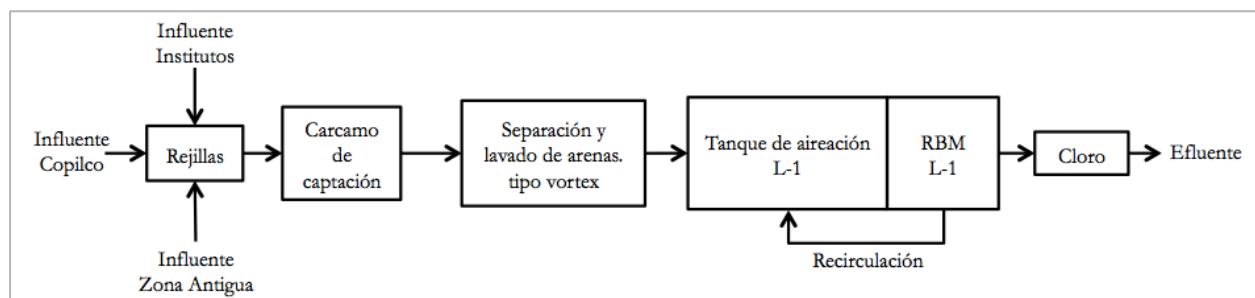 Influente
Institutos
Influente
Copilco
Rejillas
Influente
Zona Antigua
Carcamo
de
captación
Separación y
lavado de arenas.
tipo vortex
Tanque de aireación
L-1
RBM
L-1
Recirculación
Cloro
Efluente